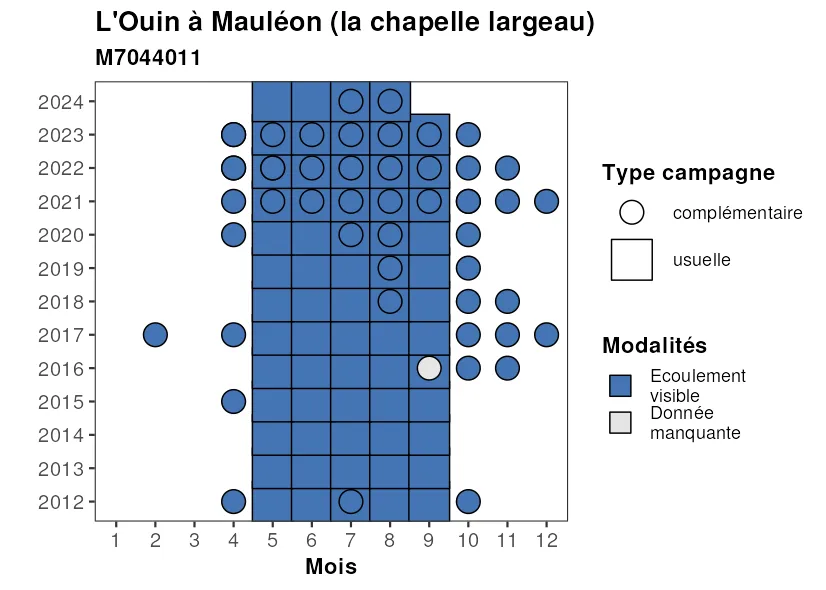 L'Ouin à Mauléon (la chapelle largeau)
M7044011
2024
2023
2022
2021
2020
2019
2018
2017
2016
2015
2014
2013
2012
1 2 3 4 5 6 7 8 9 10 11 12
Mois
Type campagne
complémentaire
usuelle
Modalités
Ecoulement
visible
Donnée
manquante